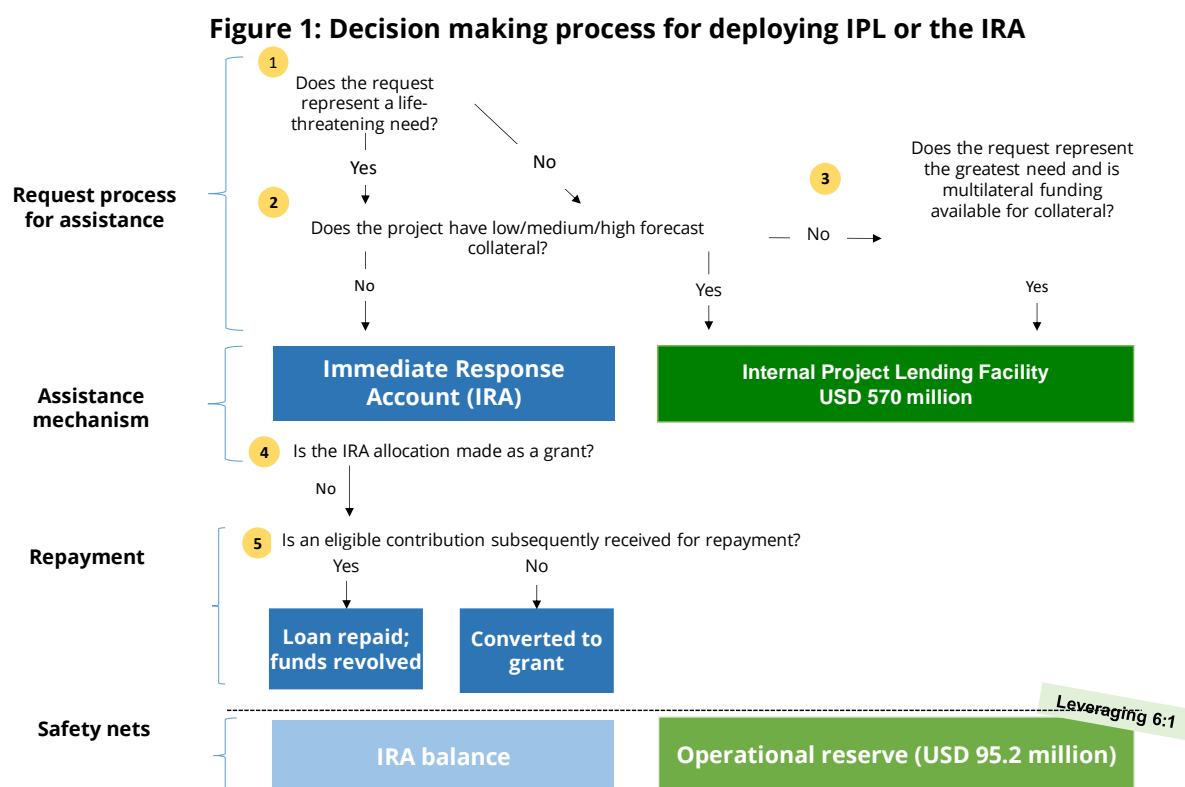 Figure 1: Decision making process for deploying IPL or the IRA
1
Does the request
represent a life-
threatening need?
Yes
No
Request process
for assistance
2
Does the project have low/medium/high forecast
collateral?
No
Yes
No
3
Does the request represent
the greatest need and is
multilateral funding
available for collateral?
Yes
Assistance
mechanism
Immediate Response
Account (IRA)
Internal Project Lending Facility
USD 570 million
4
Is the IRA allocation made as a grant?
No
Repayment
5
Is an eligible contribution subsequently received for repayment?
Yes
No
Loan repaid;
funds revolved
Converted to
grant
Leveraging 6:1
Safety nets
IRA balance
Operational reserve (USD 95.2 million)